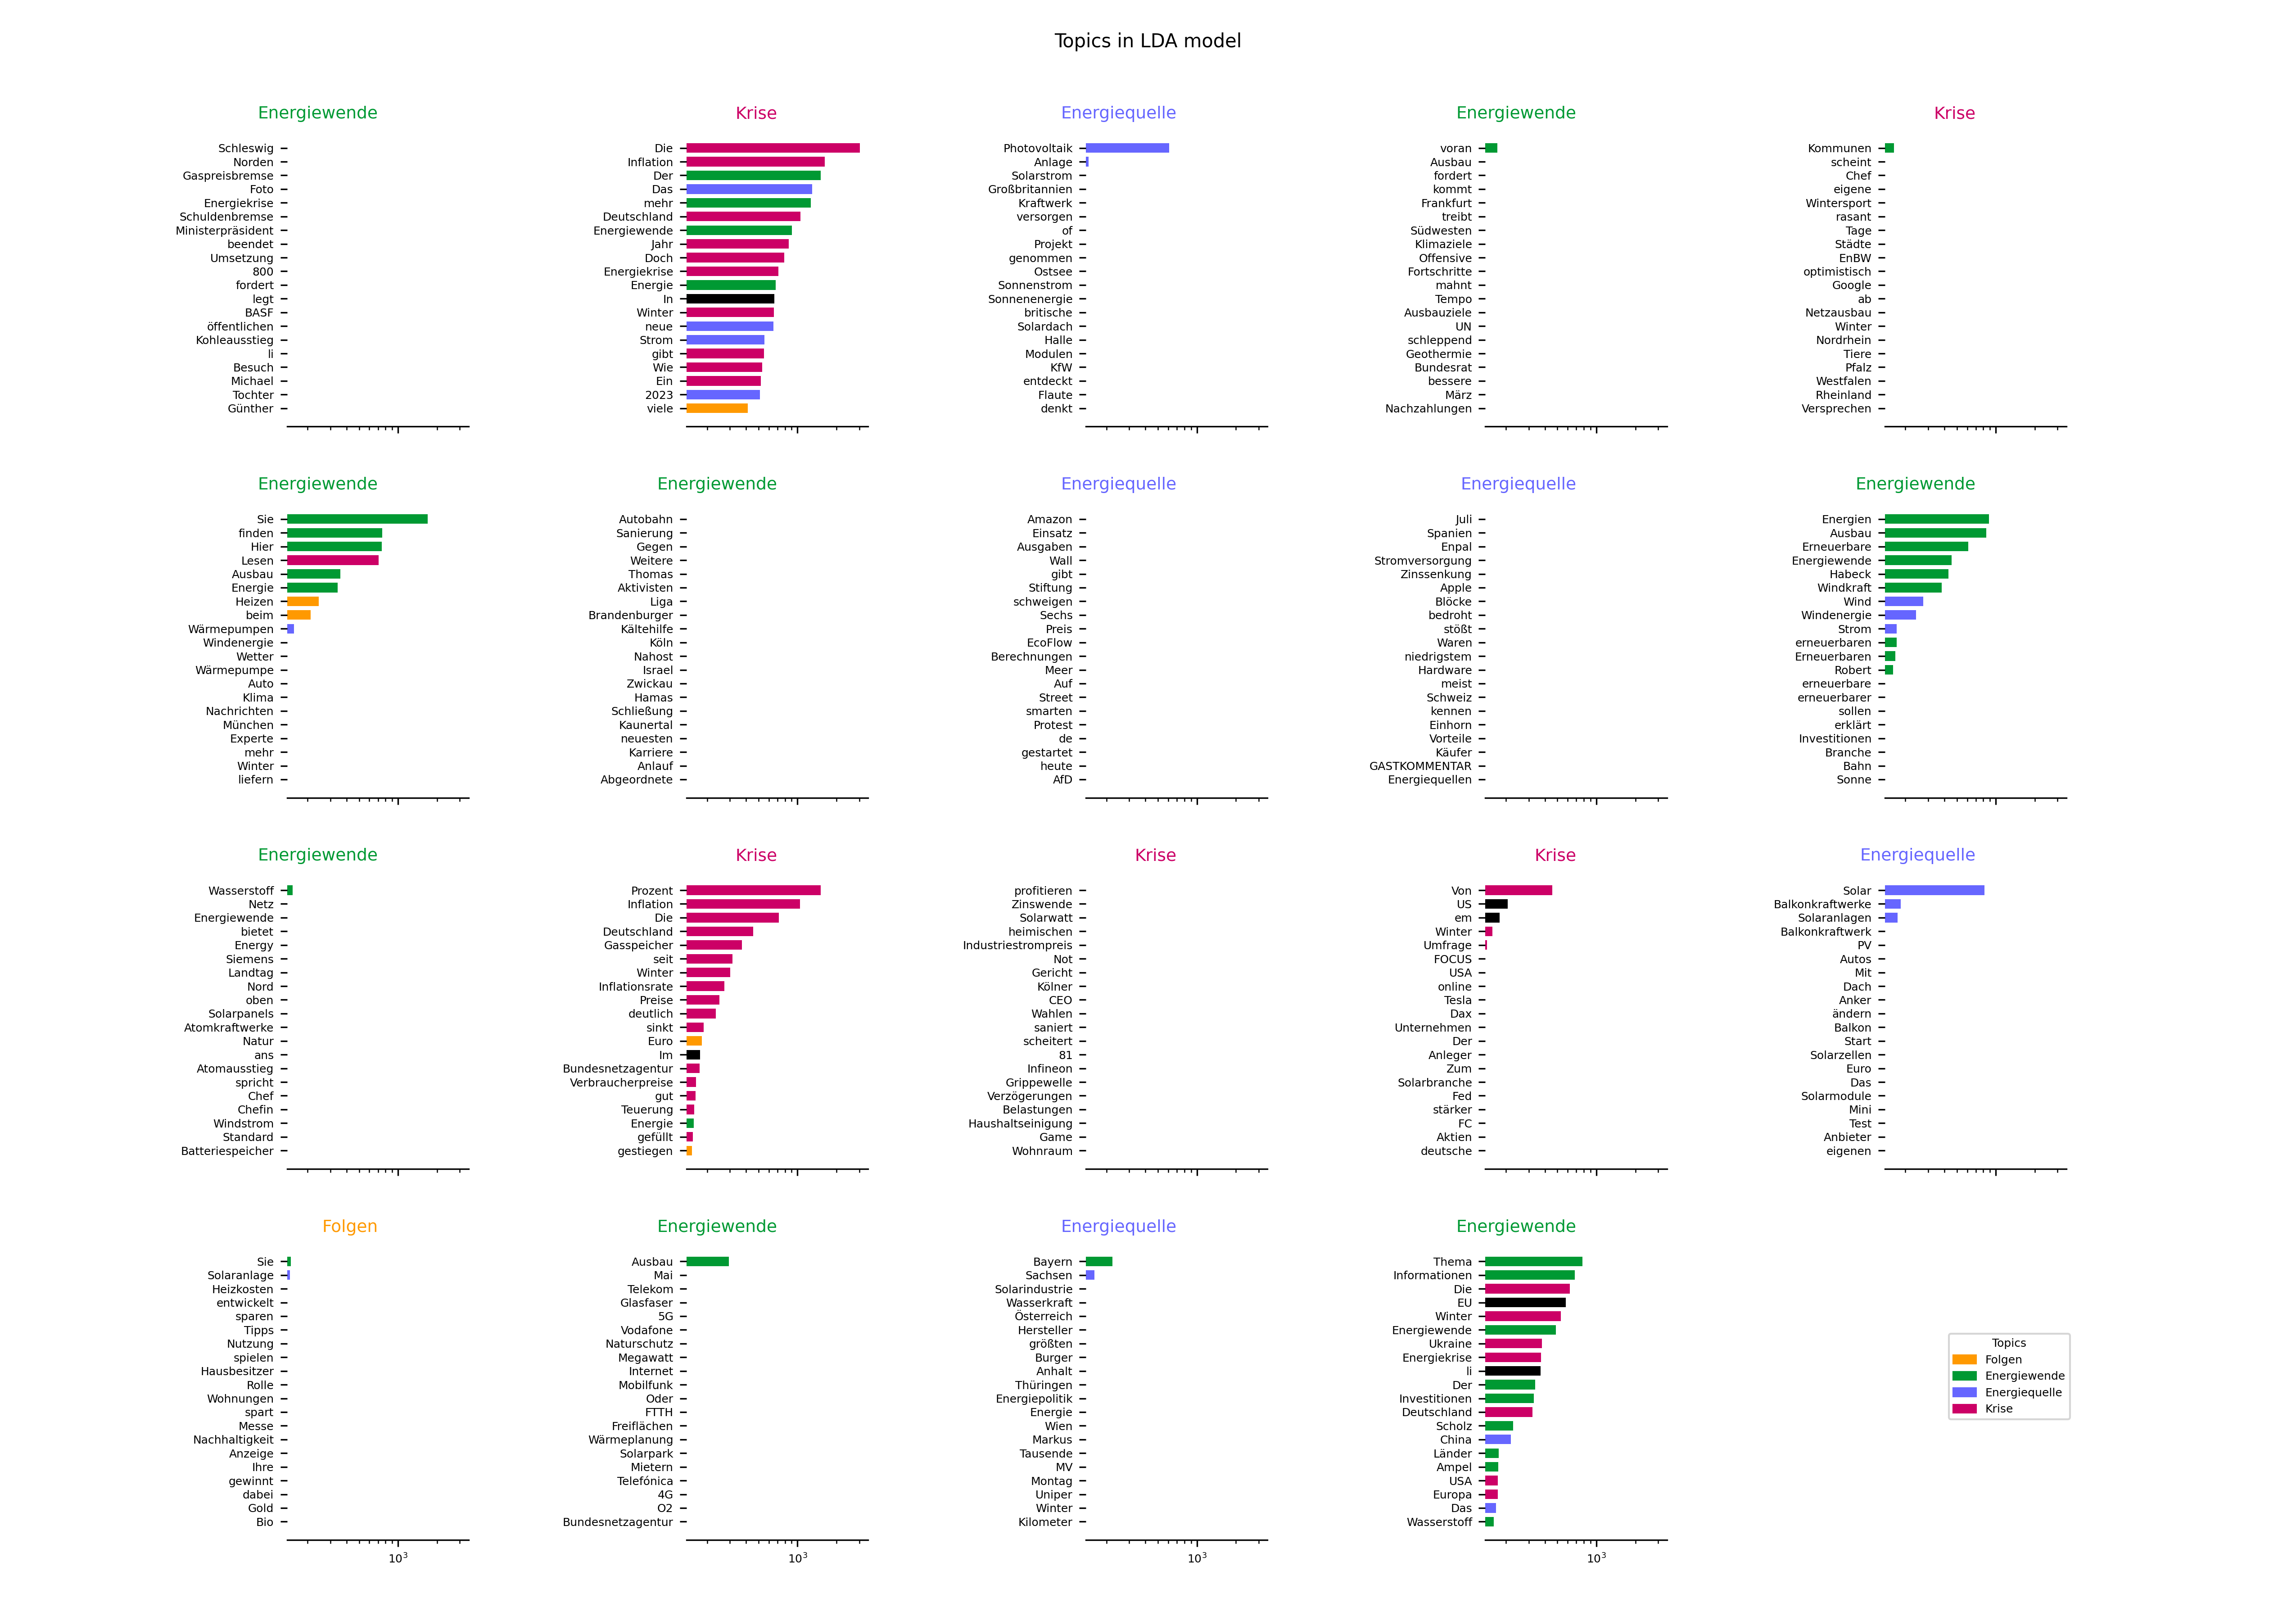 Topics in LDA model
Energiewende
Schleswig
Norden
Gaspreisbremse
Foto
Energiekrise
Schuldenbremse
Ministerpräsident
beendet
Umsetzung
800
fordert
legt
BASF
öffentlichen
Kohleausstieg
li
Besuch
Michael
Tochter
Günther
Krise
Die
Inflation
Der
Das
mehr
Deutschland
Energiewende
Jahr
Doch
Energiekrise
Energie
In
Winter
neue
Strom
gibt
Wie
Ein
2023
viele
Energiequelle
Photovoltaik
Anlage
Solarstrom
Großbritannien
Kraftwerk
versorgen
of
Projekt
genommen
Ostsee
Sonnenstrom
Sonnenenergie
britische
Solardach
Halle
Modulen
KfW
entdeckt
Flaute
denkt
Energiewende
voran
Ausbau
fordert
kommt
Frankfurt
treibt
Südwesten
Klimaziele
Offensive
Fortschritte
mahnt
Tempo
Ausbauziele
UN
schleppend
Geothermie
Bundesrat
bessere
März
Nachzahlungen
Krise
Kommunen
scheint
Chef
eigene
Wintersport
rasant
Tage
Städte
EnBW
optimistisch
Google
ab
Netzausbau
Winter
Nordrhein
Tiere
Pfalz
Westfalen
Rheinland
Versprechen
Energiewende
Sie
finden
Hier
Lesen
Ausbau
Energie
Heizen
beim
Wärmepumpen
Windenergie
Wetter
Wärmepumpe
Auto
Klima
Nachrichten
München
Experte
mehr
Winter
liefern
Energiewende
Autobahn
Sanierung
Gegen
Weitere
Thomas
Aktivisten
Liga
Brandenburger
Kältehilfe
Köln
Nahost
Israel
Zwickau
Hamas
Schließung
Kaunertal
neuesten
Karriere
Anlauf
Abgeordnete
Energiequelle
Amazon
Einsatz
Ausgaben
Wall
gibt
Stiftung
schweigen
Sechs
Preis
EcoFlow
Berechnungen
Meer
Auf
Street
smarten
Protest
de
gestartet
heute
AfD
Energiequelle
Juli
Spanien
Enpal
Stromversorgung
Zinssenkung
Apple
Blöcke
bedroht
stößt
Waren
niedrigstem
Hardware
meist
Schweiz
kennen
Einhorn
Vorteile
Käufer
GASTKOMMENTAR
Energiequellen
Energiewende
Energien
Ausbau
Erneuerbare
Energiewende
Habeck
Windkraft
Wind
Windenergie
Strom
erneuerbaren
Erneuerbaren
Robert
erneuerbare
erneuerbarer
sollen
erklärt
Investitionen
Branche
Bahn
Sonne
Energiewende
Wasserstoff
Netz
Energiewende
bietet
Energy
Siemens
Landtag
Nord
oben
Solarpanels
Atomkraftwerke
Natur
ans
Atomausstieg
spricht
Chef
Chefin
Windstrom
Standard
Batteriespeicher
Krise
Prozent
Inflation
Die
Deutschland
Gasspeicher
seit
Winter
Inflationsrate
Preise
deutlich
sinkt
Euro
Im
Bundesnetzagentur
Verbraucherpreise
gut
Teuerung
Energie
gefüllt
gestiegen
Krise
profitieren
Zinswende
Solarwatt
heimischen
Industriestrompreis
Not
Gericht
Kölner
CEO
Wahlen
saniert
scheitert
81
Infineon
Grippewelle
Verzögerungen
Belastungen
Haushaltseinigung
Game
Wohnraum
Krise
Von
US
em
Winter
Umfrage
FOCUS
USA
online
Tesla
Dax
Unternehmen
Der
Anleger
Zum
Solarbranche
Fed
stärker
FC
Aktien
deutsche
Energiequelle
Solar
Balkonkraftwerke
Solaranlagen
Balkonkraftwerk
PV
Autos
Mit
Dach
Anker
ändern
Balkon
Start
Solarzellen
Euro
Das
Solarmodule
Mini
Test
Anbieter
eigenen
Folgen
Sie
Solaranlage
Heizkosten
entwickelt
sparen
Tipps
Nutzung
spielen
Hausbesitzer
Rolle
Wohnungen
spart
Messe
Nachhaltigkeit
Anzeige
Ihre
gewinnt
dabei
Gold
Bio
10³
Energiewende
Ausbau
Mai
Telekom
Glasfaser
5G
Vodafone
Naturschutz
Megawatt
Internet
Mobilfunk
Oder
FTTH
Freiflächen
Wärmeplanung
Solarpark
Mietern
Telefónica
4G
O2
Bundesnetzagentur
10³
Energiequelle
Bayern
Sachsen
Solarindustrie
Wasserkraft
Österreich
Hersteller
größten
Burger
Anhalt
Thüringen
Energiepolitik
Energie
Wien
Markus
Tausende
MV
Montag
Uniper
Winter
Kilometer
10³
Energiewende
Thema
Informationen
Die
EU
Winter
Energiewende
Ukraine
Energiekrise
li
Der
Investitionen
Deutschland
Scholz
China
Länder
Ampel
USA
Europa
Das
Wasserstoff
10³
Topics
Folgen
Energiewende
Energiequelle
Krise